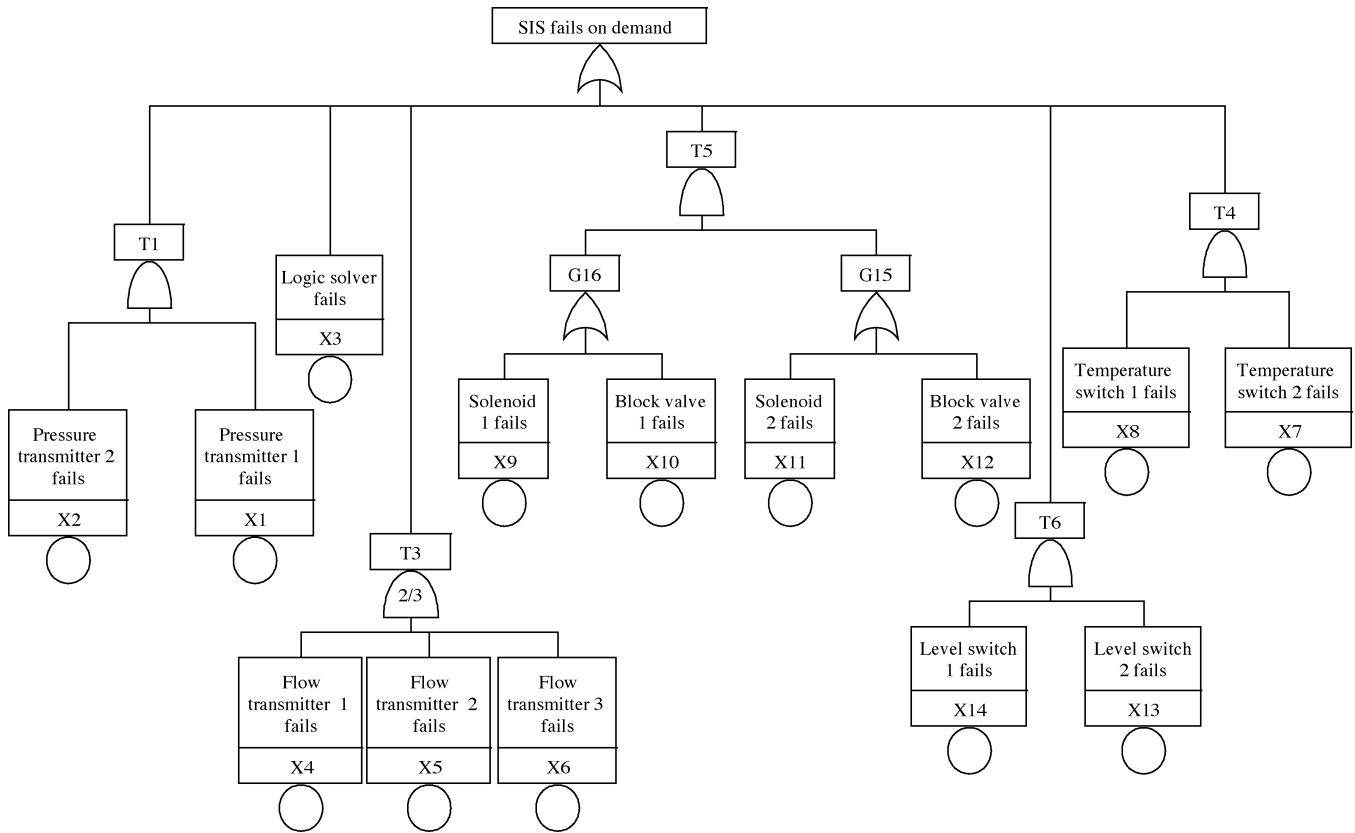 SIS fails on demand
T5
T4
T1
Logic solver
fails
X3
G16
G15
Temperature
switch 1 fails
X8
Temperature
switch 2 fails
X7
Solenoid
1 fails
X9
Block valve
1 fails
X10
Solenoid
2 fails
X11
Block valve
2 fails
X12
Pressure
transmitter 2
fails
X2
Pressure
transmitter 1
fails
X1
T6
T3
2/3
Level switch
1 fails
X14
Level switch
2 fails
X13
Flow
transmitter 1
fails
X4
Flow
transmitter 2
fails
X5
Flow
transmitter 3
fails
X6